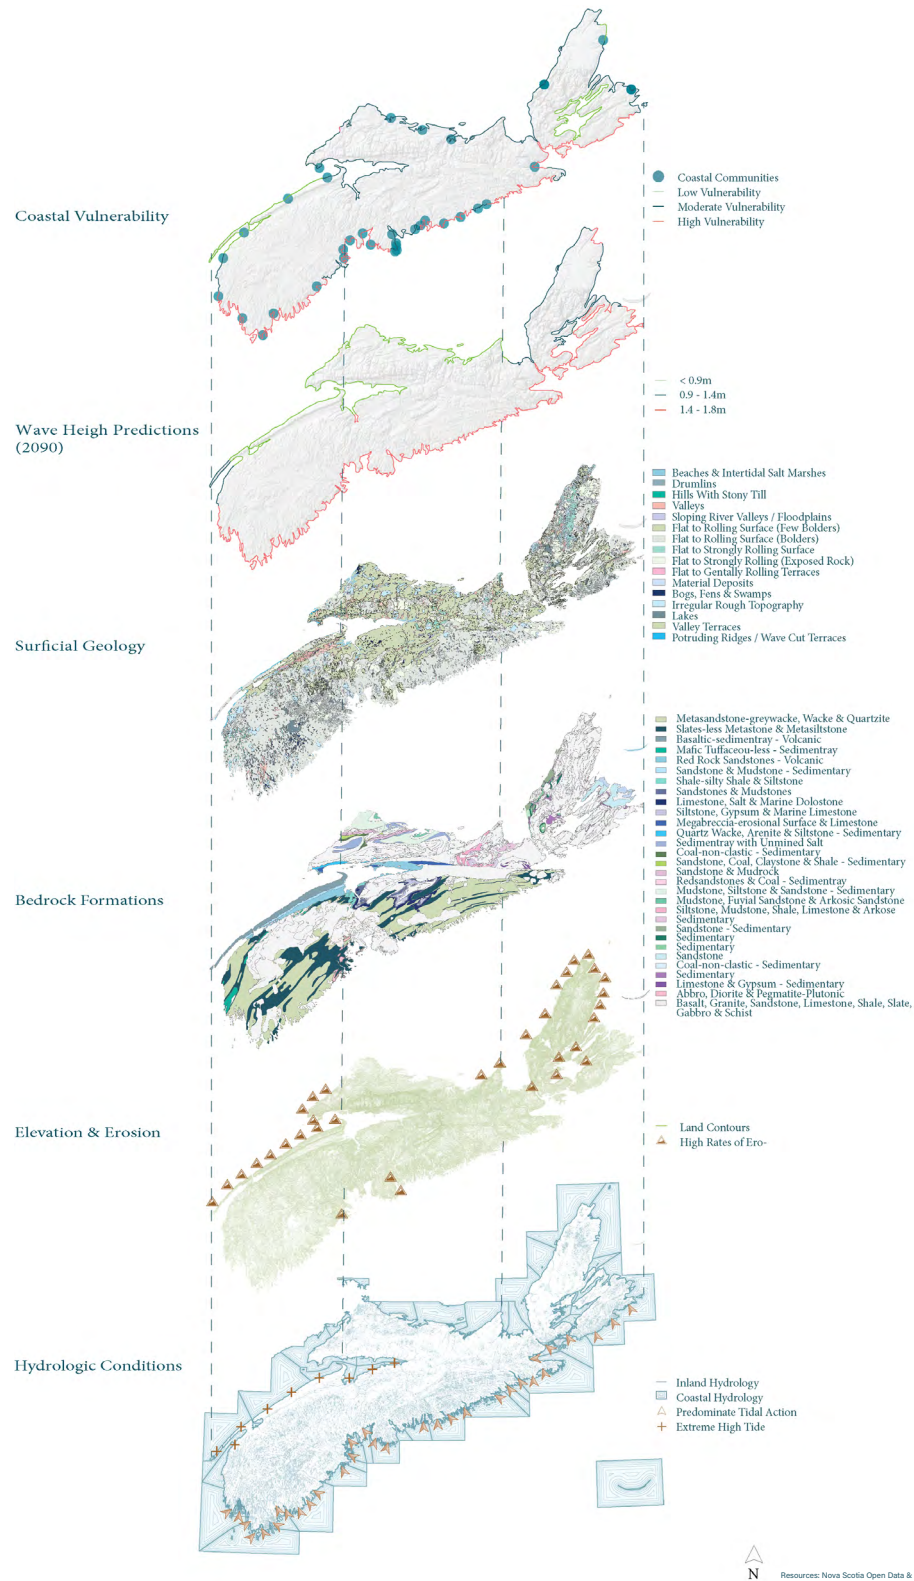 Coastal Vulnerability
Coastal Communities
Low Vulnerability
Moderate Vulnerability
High Vulnerability
Wave Heigh Predictions
(2090)
< 0.9m
0.9 - 1.4m
1.4 - 1.8m
Surficial Geology
Beaches & Intertidal Salt Marshes
Drumlins
Hills With Stony Till
Valleys
Sloping River Valleys / Floodplains
Flat to Rolling Surface (Few Bolders)
Flat to Rolling Surface (Bolders)
Flat to Strongly Rolling Surface
Flat to Strongly Rolling (Exposed Rock)
Flat to Gentally Rolling Terraces
Material Deposits
Bogs, Fens & Swamps
Irregular Rough Topography
Lakes
Valley Terraces
Potruding Ridges / Wave Cut Terraces
Bedrock Formations
Metasandstone-greywacke, Wacke & Quartzite
Slates-less Metastone & Metasiltstone
Basaltic-sedimentray - Volcanic
Mafic Tuffaceou-less - Sedimentray
Red Rock Sandstones - Volcanic
Sandstone & Mudstone - Sedimentary
Shale-silty Shale & Siltstone
Sandstones & Mudstones
Limestone, Salt & Marine Dolostone
Siltstone, Gypsum & Marine Limestone
Megabreccia-erosional Surface & Limestone
Quartz Wacke, Arenite & Siltstone - Sedimentary
Sedimentray with Unmined Salt
Coal-non-clastic - Sedimentary
Sandstone, Coal, Claystone & Shale - Sedimentary
Sandstone & Mudrock
Redsandstones & Coal - Sedimentray
Mudstone, Siltstone & Sandstone - Sedimentary
Mudstone, Fuvial Sandstone & Arkosic Sandstone
Siltstone, Mudstone, Shale, Limestone & Arkose
Sedimentary
Sandstone - Sedimentary
Sedimentary
Sedimentary
Sandstone
Coal-non-clastic - Sedimentary
Sedimentary
Limestone & Gypsum - Sedimentary
Abbro, Diorite & Pegmatite-Plutonic
Basalt, Granite, Sandstone, Limestone, Shale, Slate,
Gabbro & Schist
Elevation & Erosion
Land Contours
High Rates of Ero-
Hydrologic Conditions
Inland Hydrology
Coastal Hydrology
Predominate Tidal Action
Extreme High Tide
N
Resources: Nova Scotia Open Data &